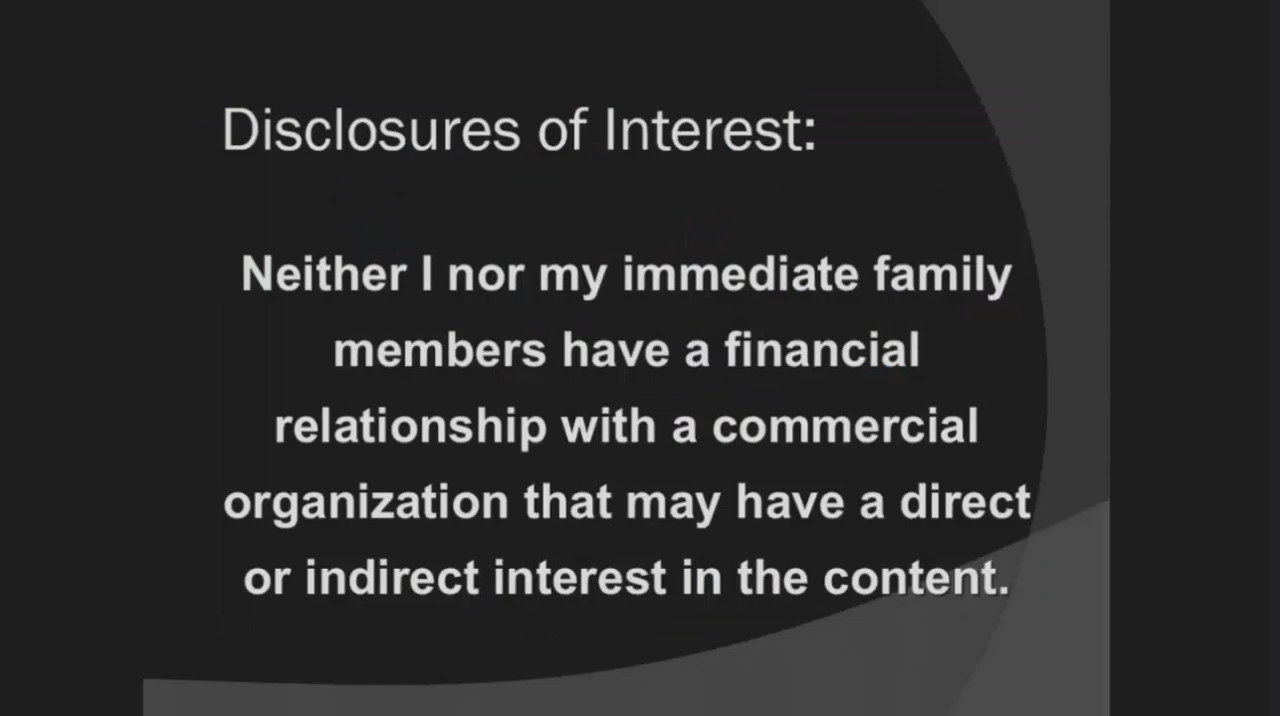 Disclosures of Interest:
Neither I nor my immediate family
members have a financial
relationship with a commercial
organization that may have a direct
or indirect interest in the content.